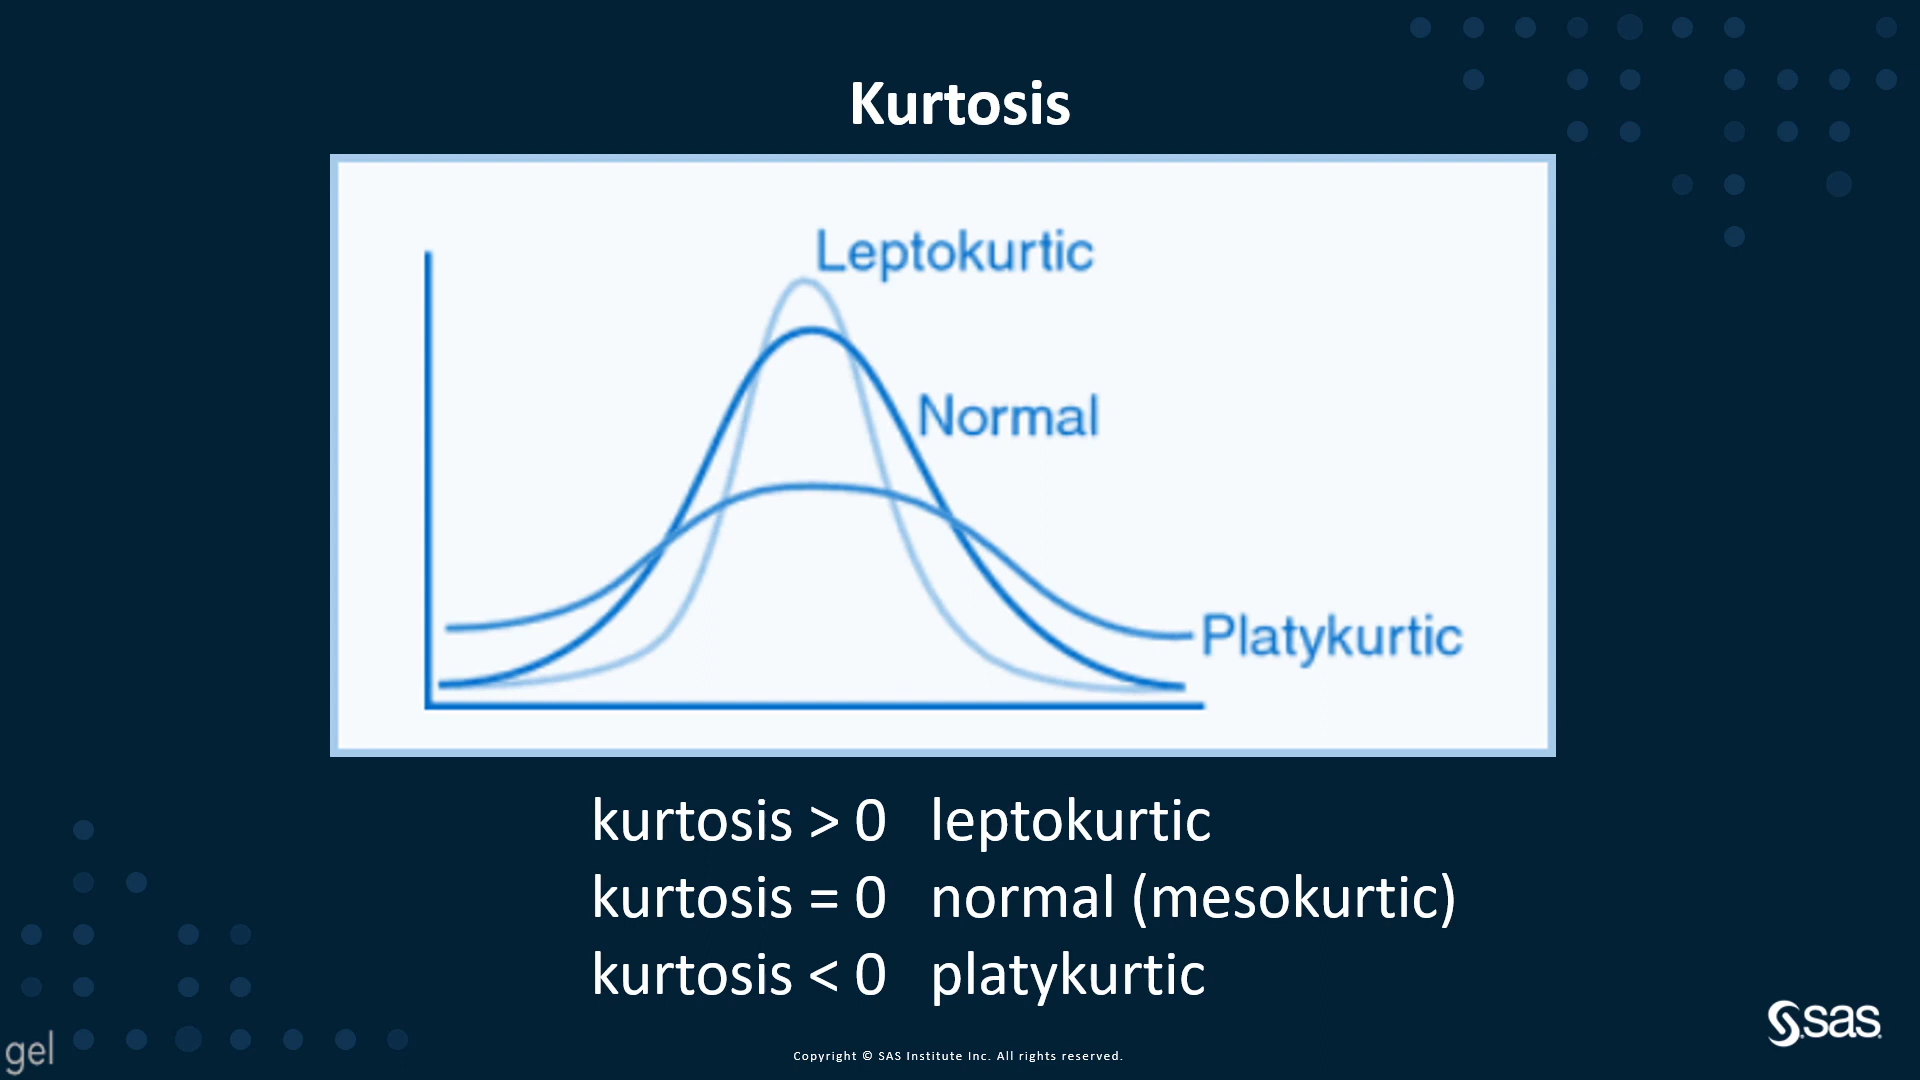 Kurtosis
Leptokurtic
Normal
Platykurtic
kurtosis > 0 leptokurtic
kurtosis = 0 normal (mesokurtic)
kurtosis < 0 platykurtic
sas
gel
Copyright © SAS Institute Inc. All rights reserved.